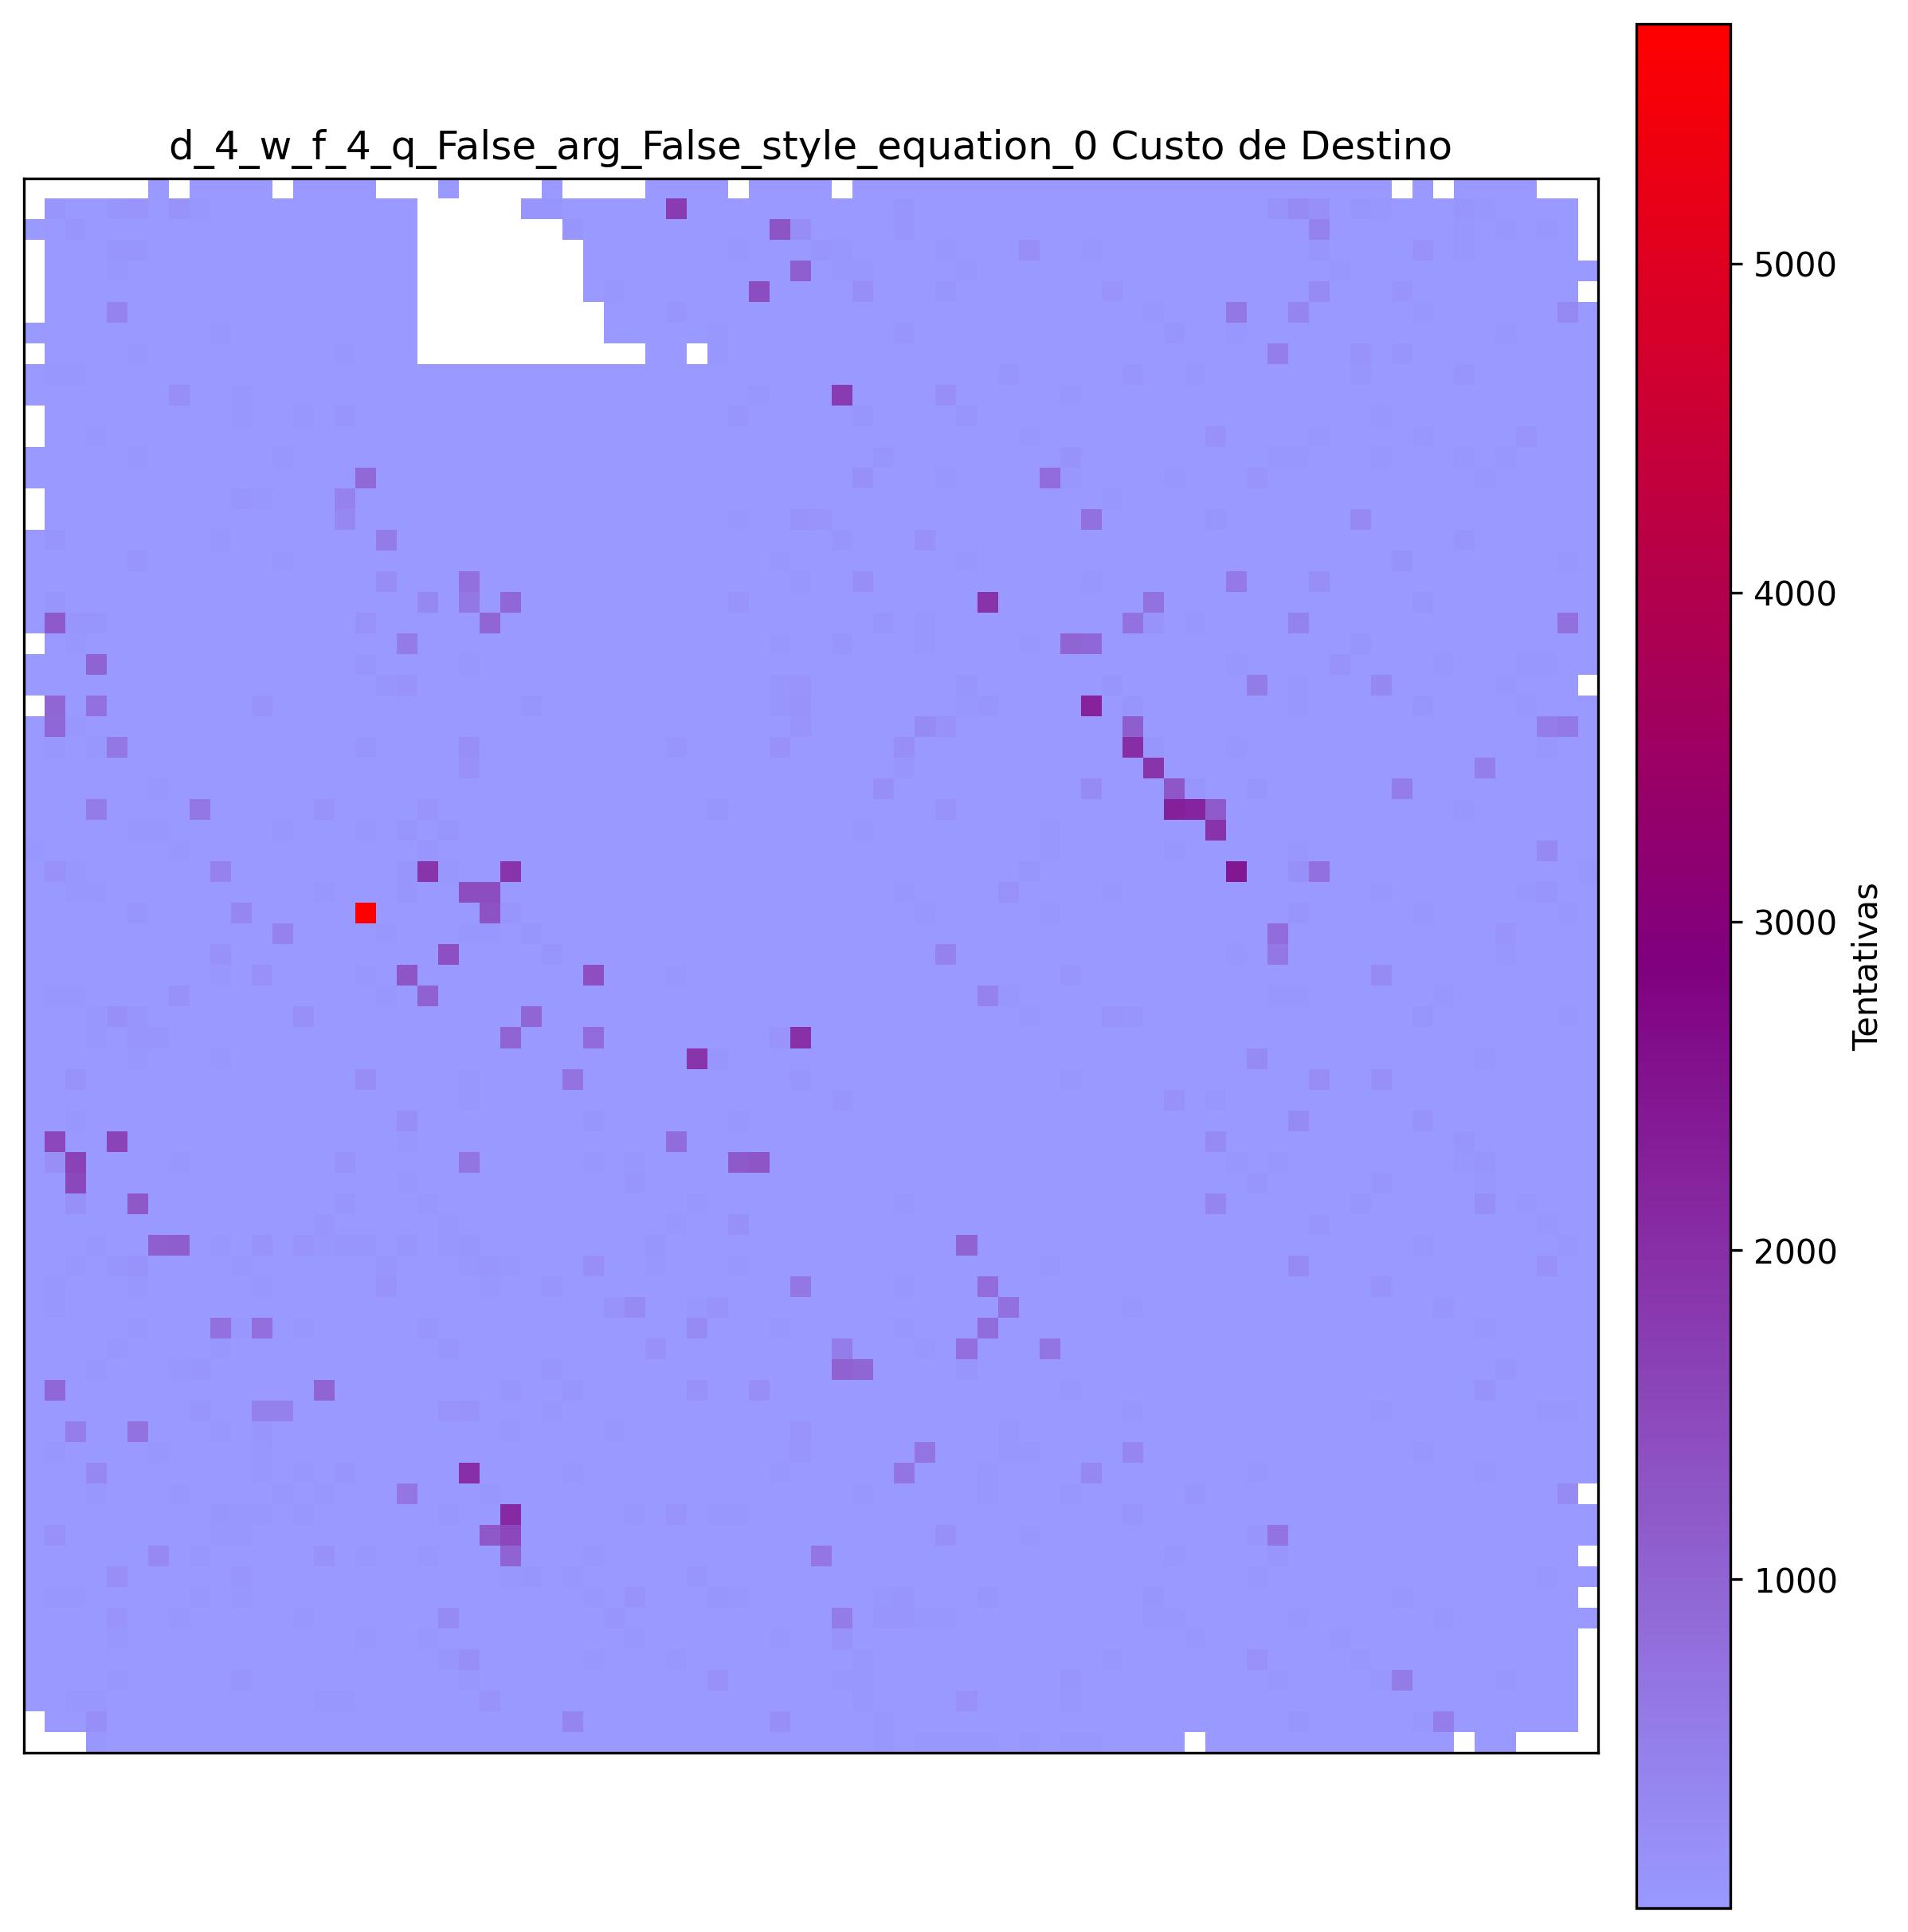 d_4_w_f_4_q_False_arg_False_style_equation_0 Custo de Destino
5000
4000
3000
2000
1000
Tentativas